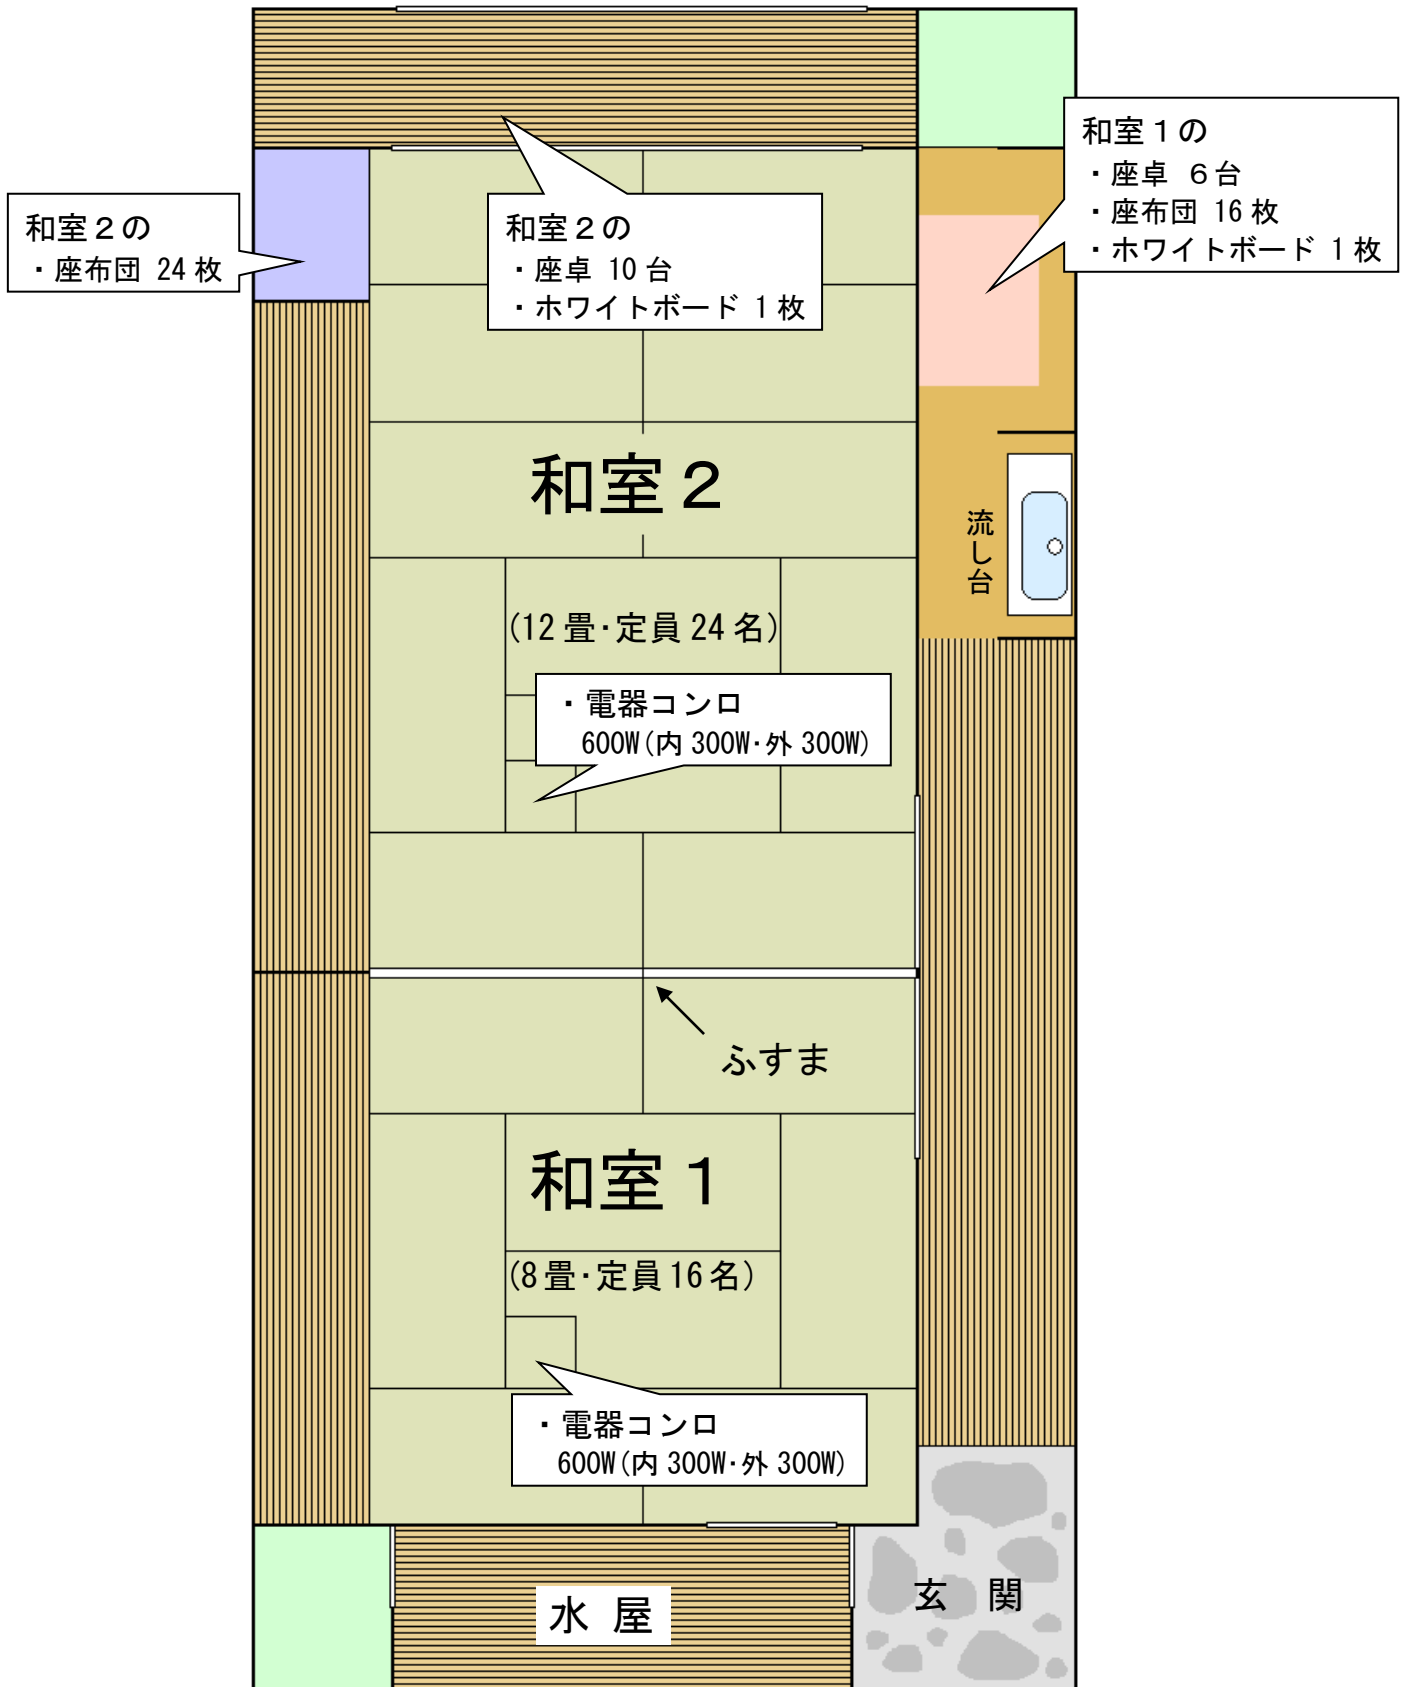 和室１の
・座卓 ６台
・座布団 16 枚
・ホワイトボード 1 枚
和室２の
・座布団 24 枚
和室２の
・座卓 10 台
・ホワイトボード 1 枚
和室２
流し台
(12 畳･定員 24 名)
・電器コンロ
600W(内 300W･外 300W)
ふすま
和室１
(8 畳･定員 16 名)
・電器コンロ
600W(内 300W･外 300W)
玄　関
水 屋